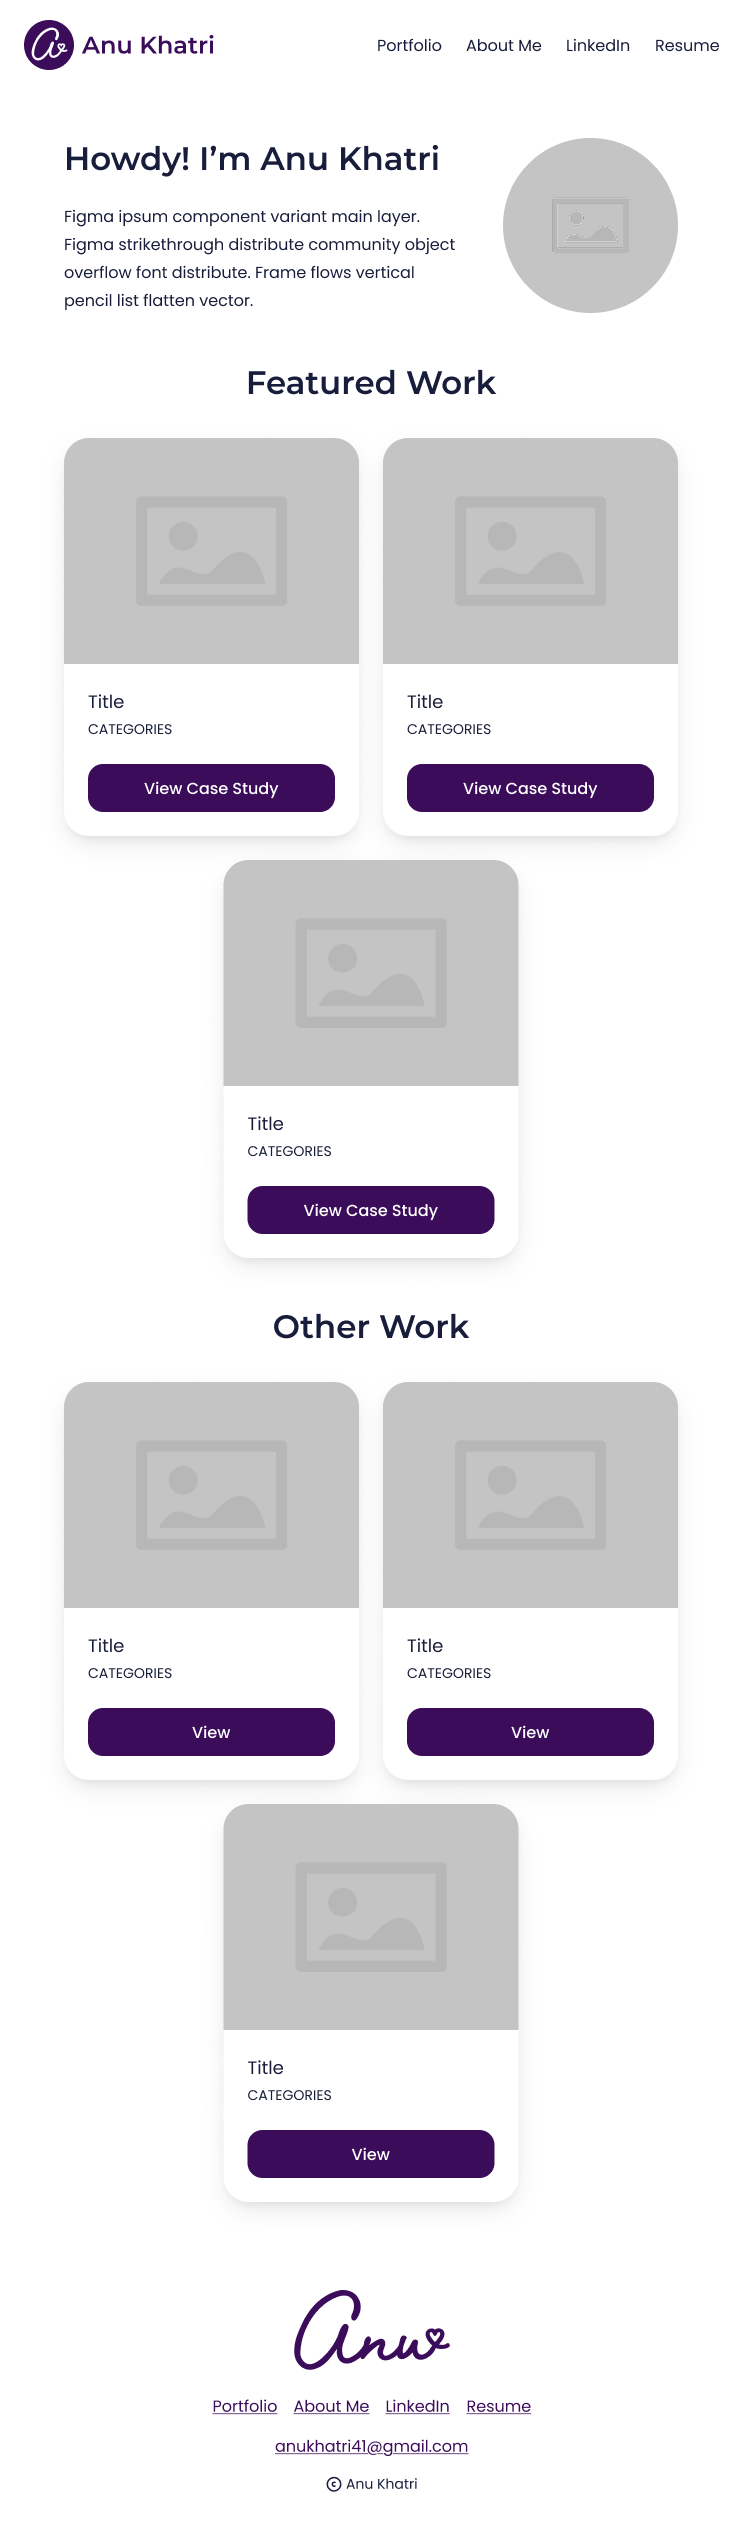 Anu Khatri
Portfolio About Me LinkedIn Resume
Howdy! I’m Anu Khatri
Figma ipsum component variant main layer.
Figma strikethrough distribute community object
overflow font distribute. Frame flows vertical
pencil list flatten vector.
Featured Work
Title
CATEGORIES
View Case Study
Title
CATEGORIES
View Case Study
Title
CATEGORIES
View Case Study
Other Work
Title
CATEGORIES
View
Title
CATEGORIES
View
Title
CATEGORIES
View
Anu
Portfolio About Me LinkedIn Resume
anukhatri41@gmail.com
© Anu Khatri